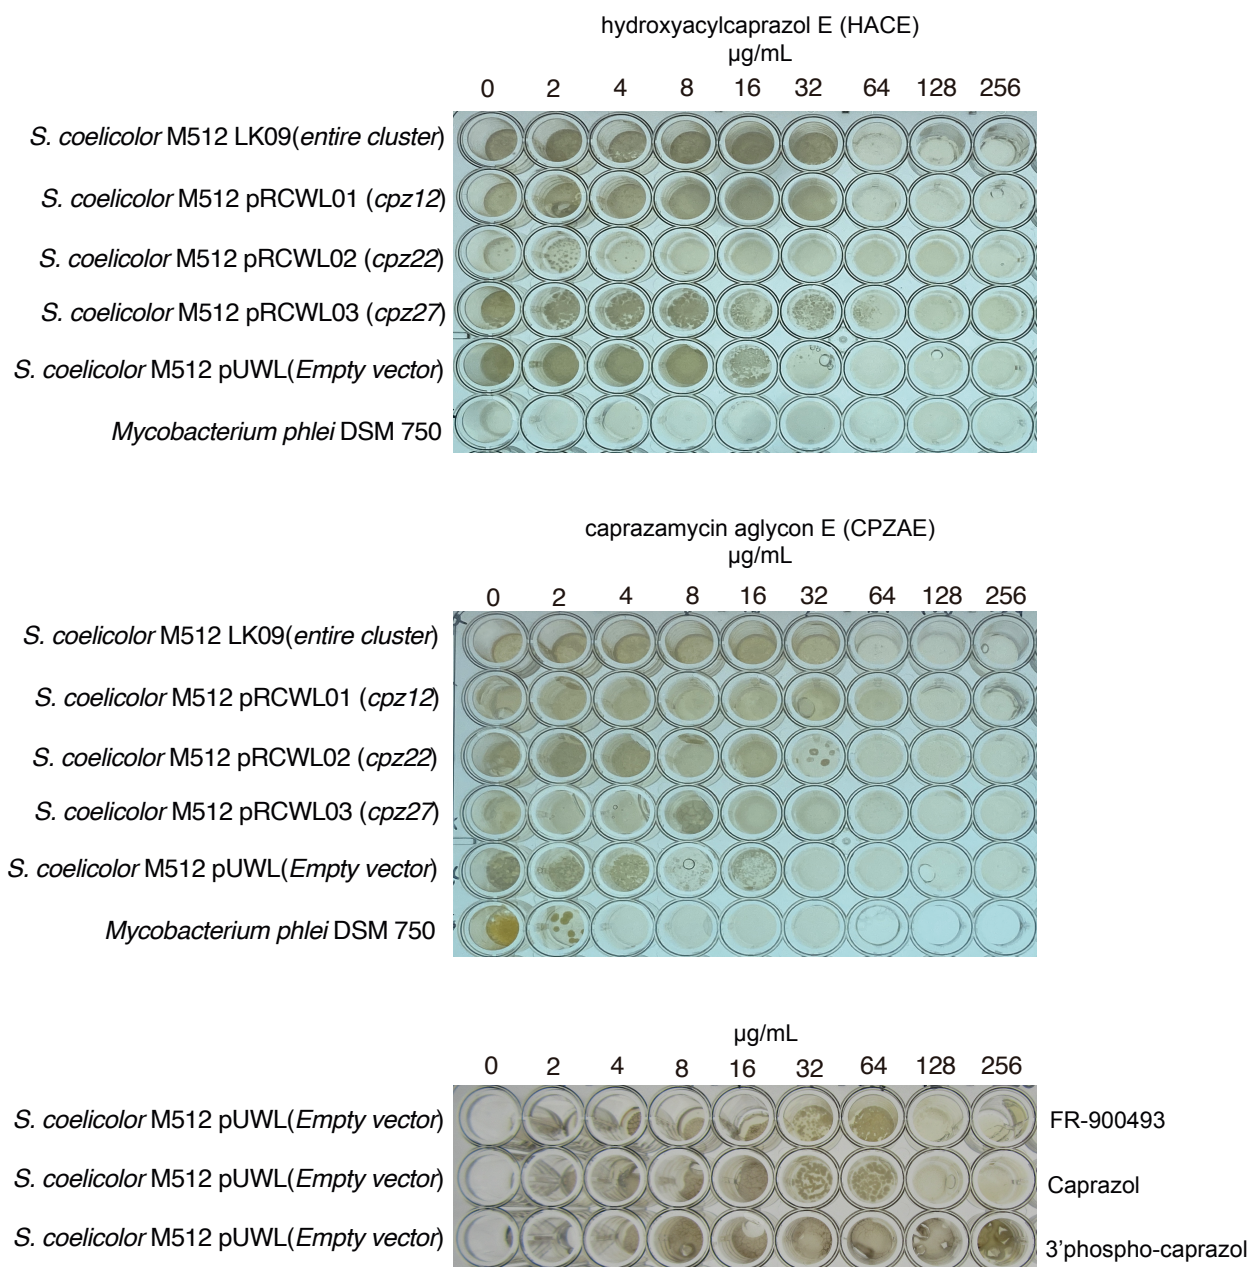 hydroxyacylcaprazol E (HACE)
µg/mL
0 2 4 8 16 32 64 128 256
S. coelicolor M512 LK09(entire cluster)
S. coelicolor M512 pRCWL01 (cpz12)
S. coelicolor M512 pRCWL02 (cpz22)
S. coelicolor M512 pRCWL03 (cpz27)
S. coelicolor M512 pUWL(Empty vector)
Mycobacterium phlei DSM 750
caprazamycin aglycon E (CPZAE)
µg/mL
0 2 4 8 16 32 64 128 256
S. coelicolor M512 LK09(entire cluster)
S. coelicolor M512 pRCWL01 (cpz12)
S. coelicolor M512 pRCWL02 (cpz22)
S. coelicolor M512 pRCWL03 (cpz27)
S. coelicolor M512 pUWL(Empty vector)
Mycobacterium phlei DSM 750
µg/mL
0 2 4 8 16 32 64 128 256
S. coelicolor M512 pUWL(Empty vector) FR-900493
S. coelicolor M512 pUWL(Empty vector) Caprazol
S. coelicolor M512 pUWL(Empty vector) 3'phospho-caprazol